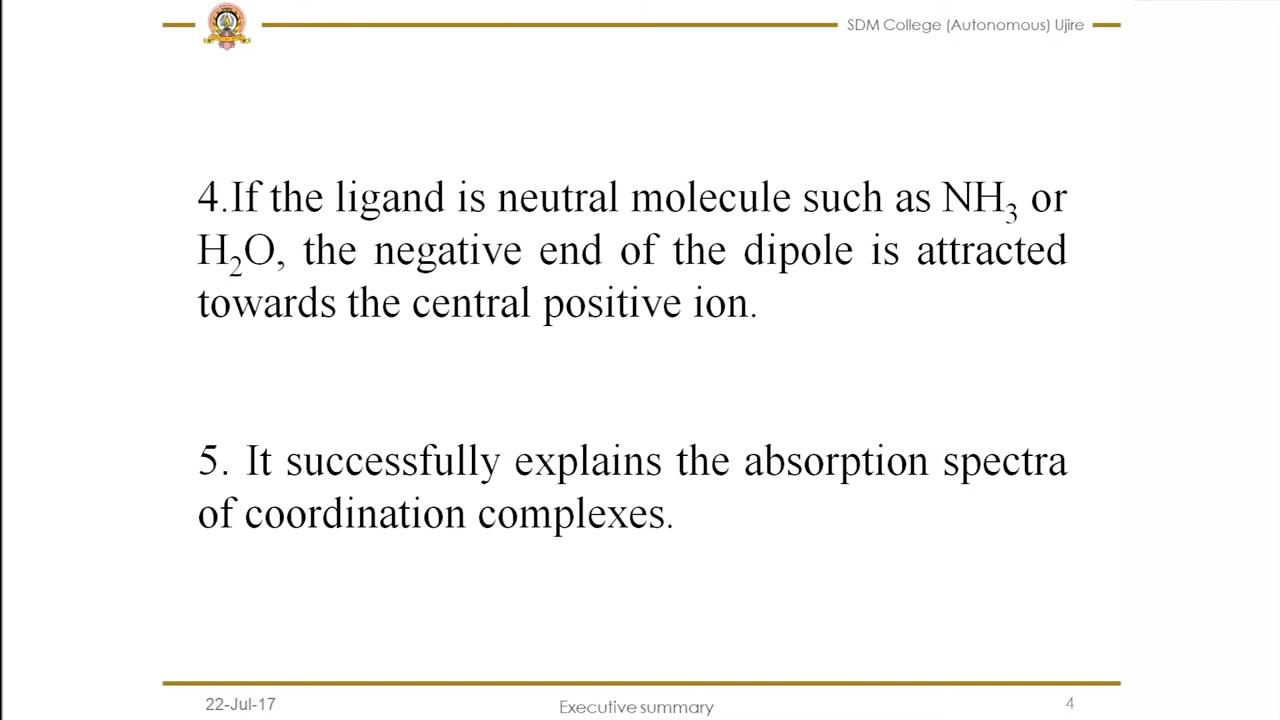 SDM College (Autonomous) Ujire
4.If the ligand is neutral molecule such as NH₃ or
H₂O, the negative end of the dipole is attracted
towards the central positive ion.
5. It successfully explains the absorption spectra
of coordination complexes.
22-Jul-17
Executive summary
4